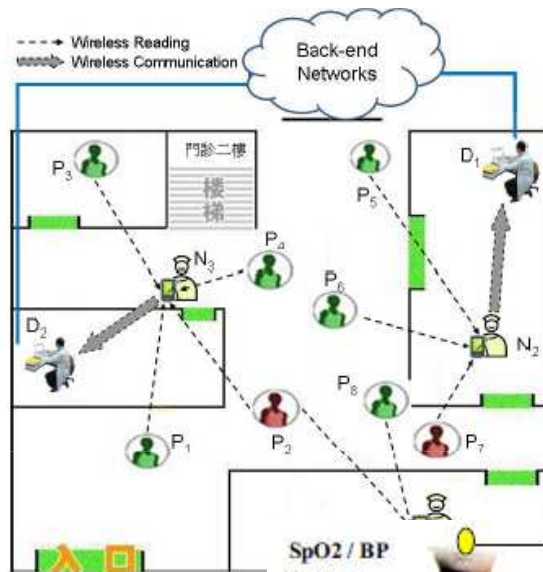 Wireless Reading
Wireless Communication
Back-end
Networks
門診二樓
楼
梯
P3
P5
D1
N3
P4
P6
D2
N2
P8
P1
P2
P7
SpO2 / BP
入口